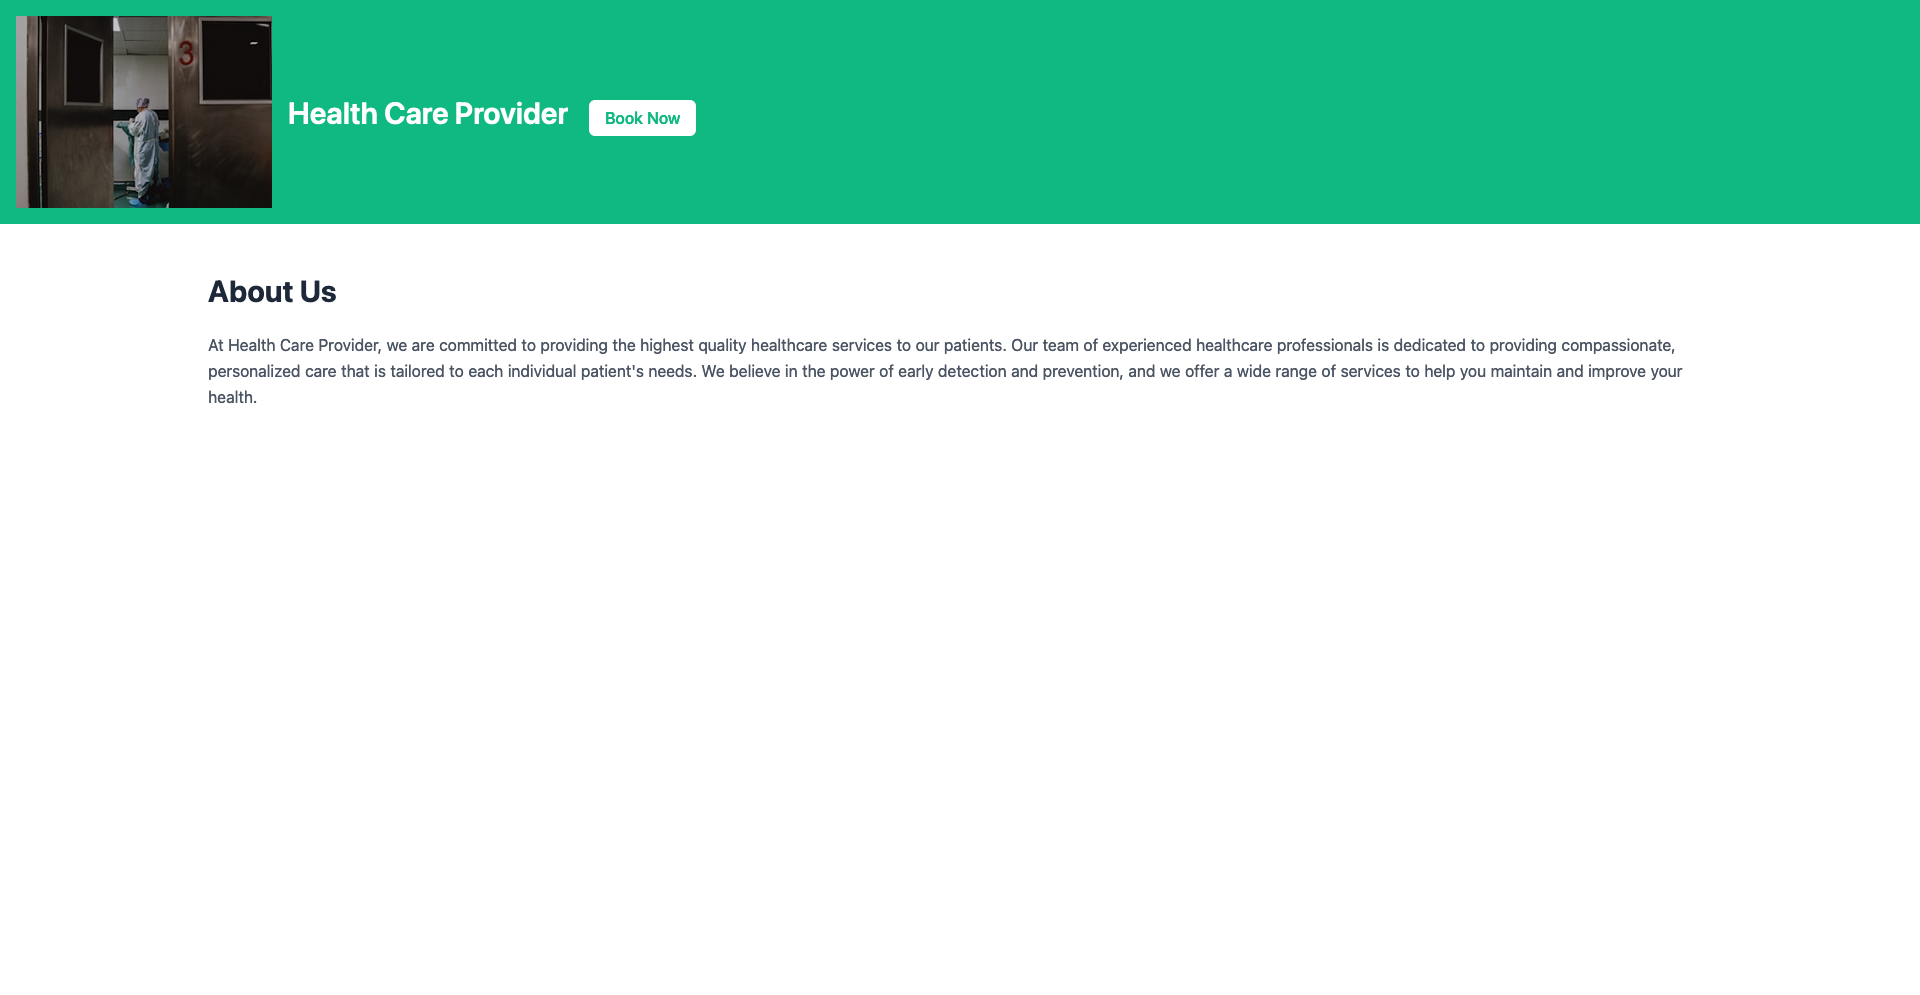 3
Health Care Provider
Book Now
About Us
At Health Care Provider, we are committed to providing the highest quality healthcare services to our patients. Our team of experienced healthcare professionals is dedicated to providing compassionate,
personalized care that is tailored to each individual patient's needs. We believe in the power of early detection and prevention, and we offer a wide range of services to help you maintain and improve your
health.